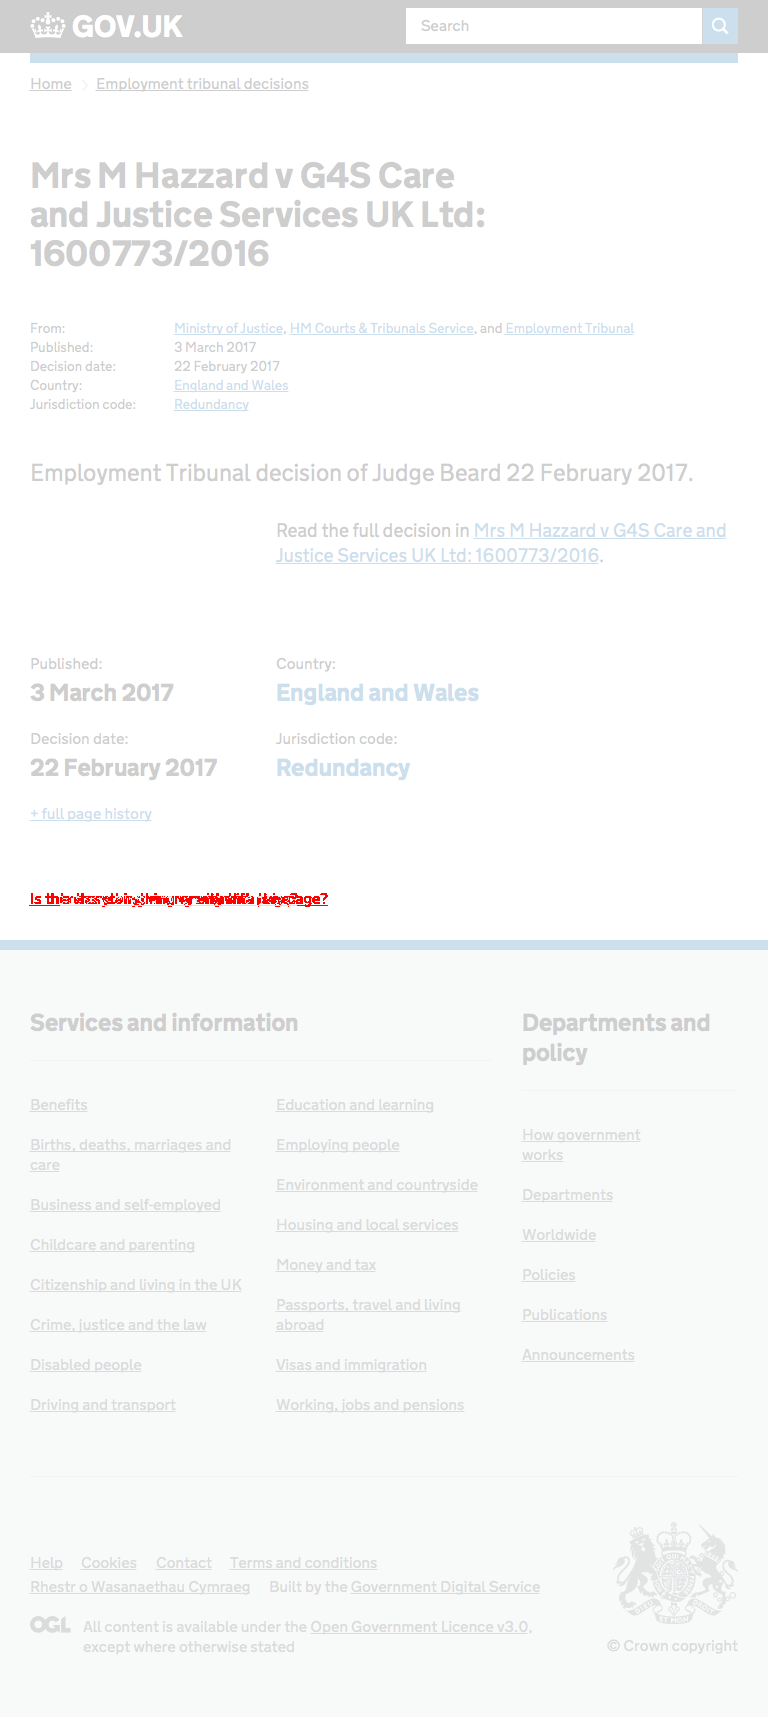 GOV.UK
Search
Home Employment tribunal decisions
Mrs M Hazzard v G4S Care
and Justice Services UK Ltd:
1600773/2016
From: Ministry of Justice, HM Courts & Tribunals Service, and Employment Tribunal
Published: 3 March 2017
Decision date: 22 February 2017
Country: England and Wales
Jurisdiction code: Redundancy
Employment Tribunal decision of Judge Beard 22 February 2017.
Read the full decision in Mrs M Hazzard v G4S Care and
Justice Services UK Ltd: 1600773/2016.
Published: Country:
3 March 2017 England and Wales
Decision date: Jurisdiction code:
22 February 2017 Redundancy
+ full page history
Services and information
Benefits
Births, deaths, marriages and
care
Business and self-employed
Childcare and parenting
Citizenship and living in the UK
Crime, justice and the law
Disabled people
Driving and transport
Education and learning
Employing people
Environment and countryside
Housing and local services
Money and tax
Passports, travel and living
abroad
Visas and immigration
Working, jobs and pensions
Departments and
policy
How government
works
Departments
Worldwide
Policies
Publications
Announcements
Help Cookies Contact Terms and conditions
Rhestr o Wasanaethau Cymraeg Built by the Government Digital Service
OGL All content is available under the Open Government Licence v3.0,
except where otherwise stated
© Crown copyright